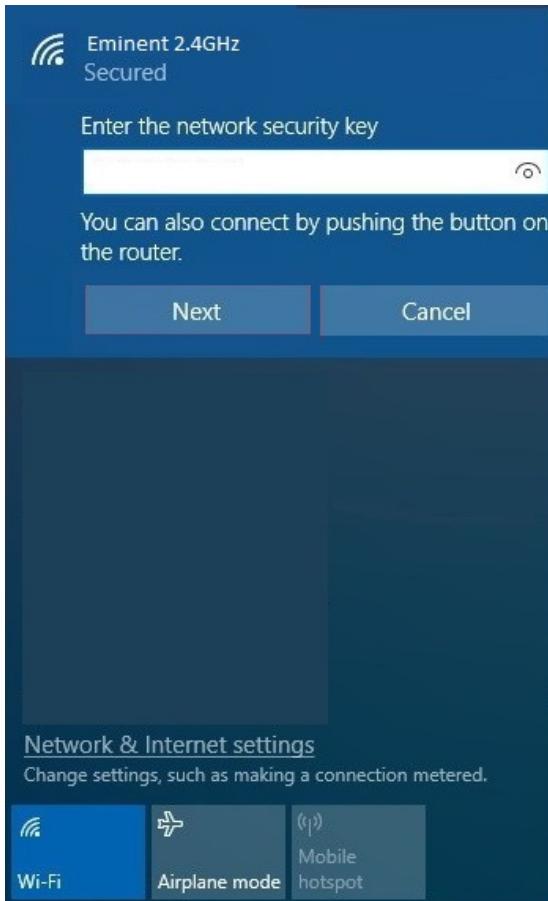 Eminent 2.4GHz
Secured
Enter the network security key
You can also connect by pushing the button on
the router.
Next Cancel
Network & Internet settings
Change settings, such as making a connection metered.
Wi-Fi Airplane mode Mobile
hotspot